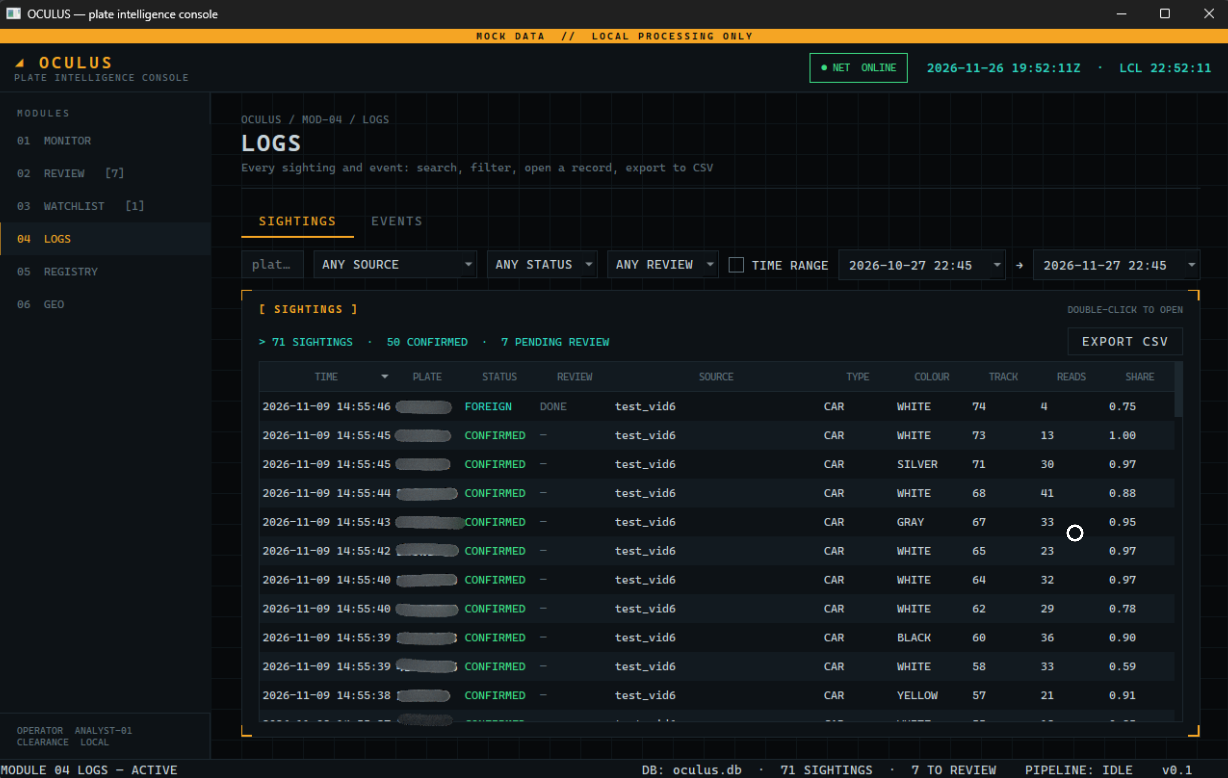 OCULUS — plate intelligence console
MOCK DATA // LOCAL PROCESSING ONLY
OCULUS
PLATE INTELLIGENCE CONSOLE
NET ONLINE
2026-11-26 19:52:11Z · LCL 22:52:11
MODULES
01 MONITOR
02 REVIEW [7]
03 WATCHLIST [1]
04 LOGS
05 REGISTRY
06 GEO
OPERATOR ANALYST-01
CLEARANCE LOCAL
OCULUS / MOD-04 / LOGS
LOGS
Every sighting and event: search, filter, open a record, export to CSV
SIGHTINGS EVENTS
plat… ANY SOURCE ANY STATUS ANY REVIEW TIME RANGE 2026-10-27 22:45 → 2026-11-27 22:45
[ SIGHTINGS ] DOUBLE-CLICK TO OPEN
> 71 SIGHTINGS · 50 CONFIRMED · 7 PENDING REVIEW EXPORT CSV
TIME PLATE STATUS REVIEW SOURCE TYPE COLOUR TRACK READS SHARE
2026-11-09 14:55:46 FOREIGN DONE test_vid6 CAR WHITE 74 4 0.75
2026-11-09 14:55:45 CONFIRMED — test_vid6 CAR WHITE 73 13 1.00
2026-11-09 14:55:45 CONFIRMED — test_vid6 CAR SILVER 71 30 0.97
2026-11-09 14:55:44 CONFIRMED — test_vid6 CAR WHITE 68 41 0.88
2026-11-09 14:55:43 CONFIRMED — test_vid6 CAR GRAY 67 33 0.95
2026-11-09 14:55:42 CONFIRMED — test_vid6 CAR WHITE 65 23 0.97
2026-11-09 14:55:40 CONFIRMED — test_vid6 CAR WHITE 64 32 0.97
2026-11-09 14:55:40 CONFIRMED — test_vid6 CAR WHITE 62 29 0.78
2026-11-09 14:55:39 CONFIRMED — test_vid6 CAR BLACK 60 36 0.90
2026-11-09 14:55:39 CONFIRMED — test_vid6 CAR WHITE 58 33 0.59
2026-11-09 14:55:38 CONFIRMED — test_vid6 CAR YELLOW 57 21 0.91
MODULE 04 LOGS — ACTIVE
DB: oculus.db · 71 SIGHTINGS · 7 TO REVIEW PIPELINE: IDLE v0.1